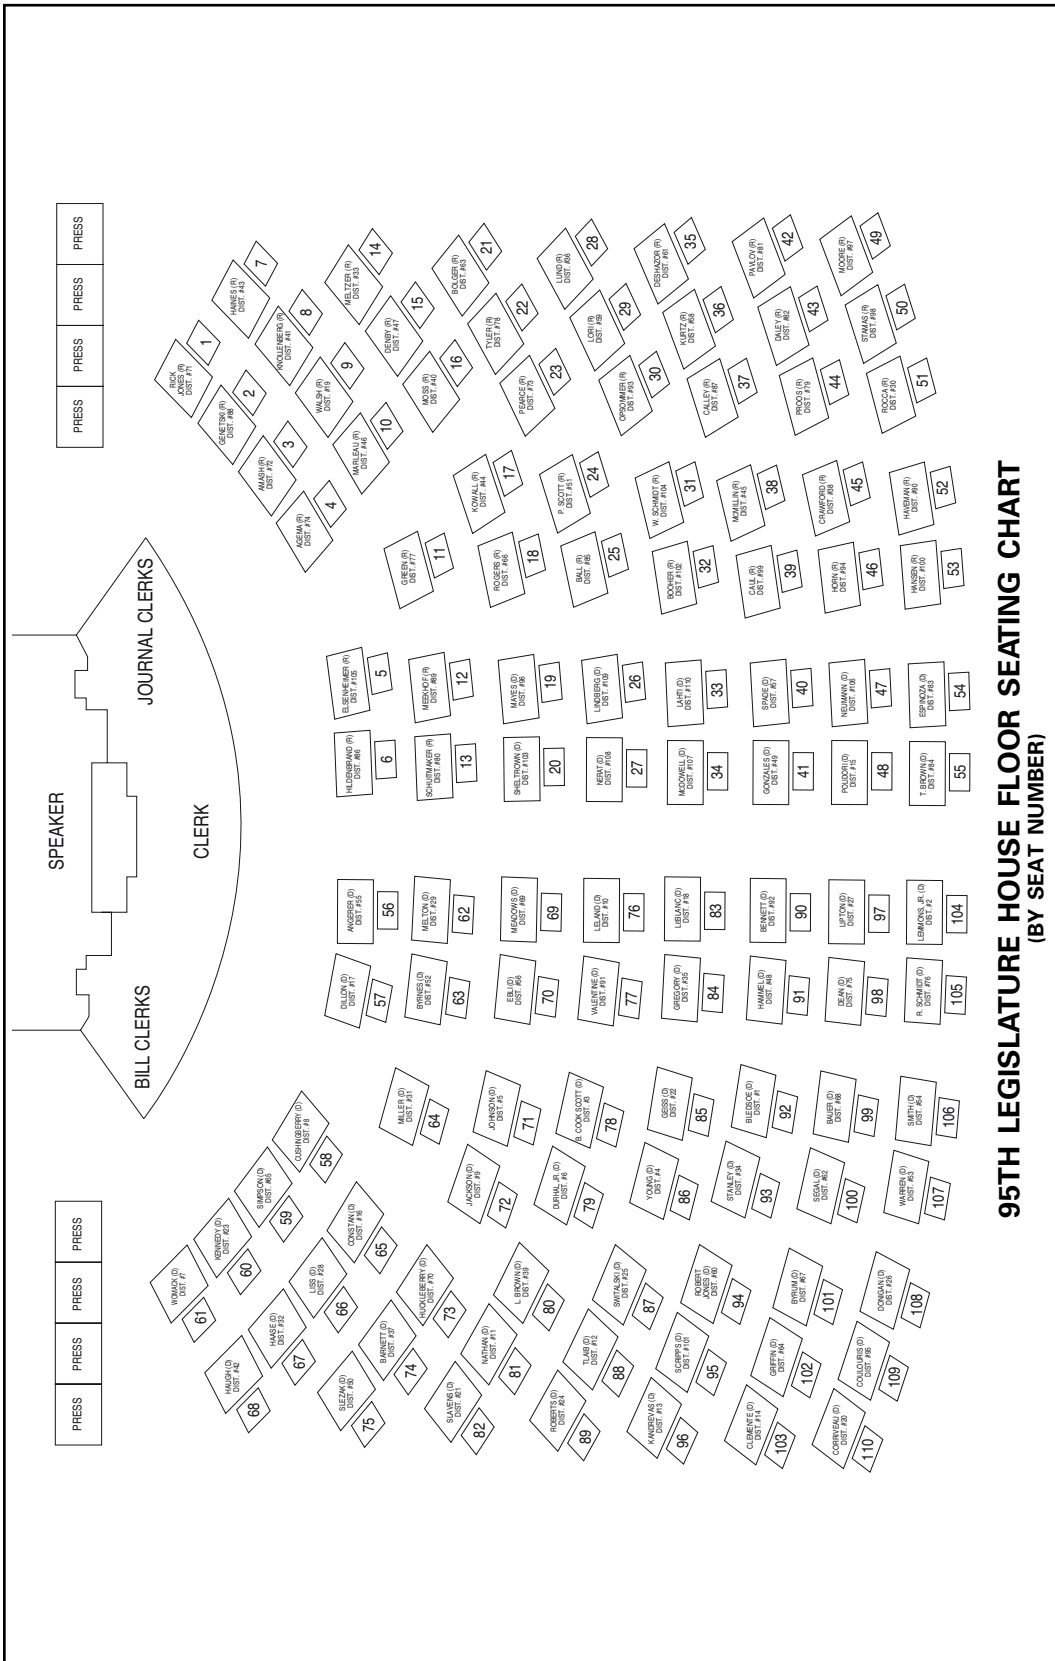 95TH LEGISLATURE HOUSE FLOOR SEATING CHART
(BY SEAT NUMBER)
PRESS
PRESS
PRESS
PRESS
PRESS
PRESS
PRESS
PRESS
SPEAKER
BILL CLERKS
CLERK
JOURNAL CLERKS
RICK
JONES (R)
DIST. #71
1
GENETSKI (R)
DIST. #88
2
AMASH (R)
DIST. #72
3
AGEMA (R)
DIST. #74
4
ELSENHEIMER (R)
DIST. #105
5
HILDENBRAND (R)
DIST. #86
6
HAINES (R)
DIST. #43
7
KNOLLENBERG (R)
DIST. #41
8
WALSH (R)
DIST. #19
9
MARLEAU (R)
DIST. #46
10
GREEN (R)
DIST. #77
11
MEEKHOF (R)
DIST. #89
12
SCHUITMAKER (R)
DIST. #80
13
MELTZER (R)
DIST. #33
14
DENBY (R)
DIST. #47
15
MOSS (R)
DIST. #40
16
KOWALL (R)
DIST. #44
17
ROGERS (R)
DIST. #66
18
MAYES (D)
DIST. #96
19
SHELTROWN (D)
DIST. #103
20
BOLGER (R)
DIST. #63
21
TYLER (R)
DIST. #78
22
PEARCE (R)
DIST. #73
23
P. SCOTT (R)
DIST. #51
24
BALL (R)
DIST. #85
25
LINDBERG (D)
DIST. #109
26
NERAT (D)
DIST. #108
27
LUND (R)
DIST. #36
28
LORI (R)
DIST. #59
29
OPSOMMER (R)
DIST. #93
30
W. SCHMIDT (R)
DIST. #104
31
BOOHER (R)
DIST. #102
32
LAHTI (D)
DIST. #110
33
McDOWELL (D)
DIST. #107
34
DESHAZOR (R)
DIST. #61
35
KURTZ (R)
DIST. #58
36
CALLEY (R)
DIST. #87
37
MCMILLIN (R)
DIST. #45
38
CAUL (R)
DIST. #99
39
SPADE (D)
DIST. #57
40
GONZALES (D)
DIST. #49
41
PAVLOV (R)
DIST. #81
42
DALEY (R)
DIST. #82
43
PROOS (R)
DIST. #79
44
CRAWFORD (R)
DIST. #38
45
HORN (R)
DIST. #94
46
NEUMANN (D)
DIST. #106
47
POLIDORI (D)
DIST. #15
48
MOORE (R)
DIST. #97
49
STAMAS (R)
DIST. #98
50
ROCCA (R)
DIST. #30
51
HAVEMAN (R)
DIST. #90
52
HANSEN (R)
DIST. #100
53
ESPINOZA (D)
DIST. #83
54
T. BROWN (D)
DIST. #84
55
ANGERER (D)
DIST. #55
56
DILLON (D)
DIST. #17
57
CUSHINGBERRY (D)
DIST. #8
58
SIMPSON (D)
DIST. #65
59
KENNEDY (D)
DIST. #23
60
WOMACK (D)
DIST. #7
61
MELTON (D)
DIST. #29
62
BYRNES (D)
DIST. #52
63
MILLER (D)
DIST. #31
64
CONSTAN (D)
DIST. #16
65
LISS (D)
DIST. #28
66
HAASE (D)
DIST. #32
67
HAUGH (D)
DIST. #42
68
MEADOWS (D)
DIST. #69
69
EBLI (D)
DIST. #56
70
JOHNSON (D)
DIST. #5
71
JACKSON (D)
DIST. #9
72
HUCKLEBERRY (D)
DIST. #70
73
BARNETT (D)
DIST. #37
74
SLEZAK (D)
DIST. #50
75
LELAND (D)
DIST. #10
76
VALENTINE (D)
DIST. #91
77
B. COOK SCOTT (D)
DIST. #3
78
DURHAL, JR. (D)
DIST. #6
79
L. BROWN (D)
DIST. #39
80
NATHAN (D)
DIST. #11
81
SLAVENS (D)
DIST. #21
82
LEBLANC (D)
DIST. #18
83
GREGORY (D)
DIST. #35
84
GEISS (D)
DIST. #22
85
YOUNG (D)
DIST. #4
86
SWITALSKI (D)
DIST. #25
87
TLAIB (D)
DIST. #12
88
ROBERTS (D)
DIST. #24
89
BENNETT (D)
DIST. #92
90
HAMMEL (D)
DIST. #48
91
BLEDSOE (D)
DIST. #1
92
STANLEY (D)
DIST. #34
93
ROBERT
JONES (D)
DIST. #60
94
SCRIPPS (D)
DIST. #101
95
KANDREVAS (D)
DIST. #13
96
LIPTON (D)
DIST. #27
97
DEAN (D)
DIST. #75
98
BAUER (D)
DIST. #68
99
SEGAL (D)
DIST. #62
100
BYRUM (D)
DIST. #67
101
GRIFFIN (D)
DIST. #64
102
CLEMENTE (D)
DIST. #14
103
LEMMONS, JR. (D)
DIST. #2
104
R. SCHMIDT (D)
DIST. #76
105
SMITH (D)
DIST. #54
106
WARREN (D)
DIST. #53
107
DONIGAN (D)
DIST. #26
108
COULOURIS (D)
DIST. #95
109
CORRIVEAU (D)
DIST. #20
110